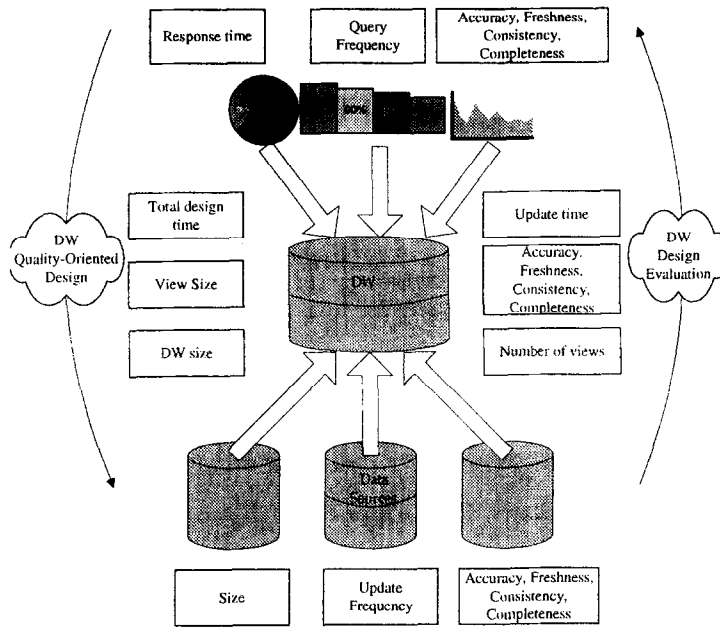 Response time
Query
Frequency
Accuracy, Freshness,
Consistency,
Completeness
Total design
time
Update time
DW
Quality-Oriented
Design
View Size
DW
Accuracy.
Freshness,
Consistency,
Completeness
DW
Design
Evaluation
DW size
Number of views
Data
Sources
Size
Update
Frequency
Accuracy, Freshness,
Consistency,
Completeness